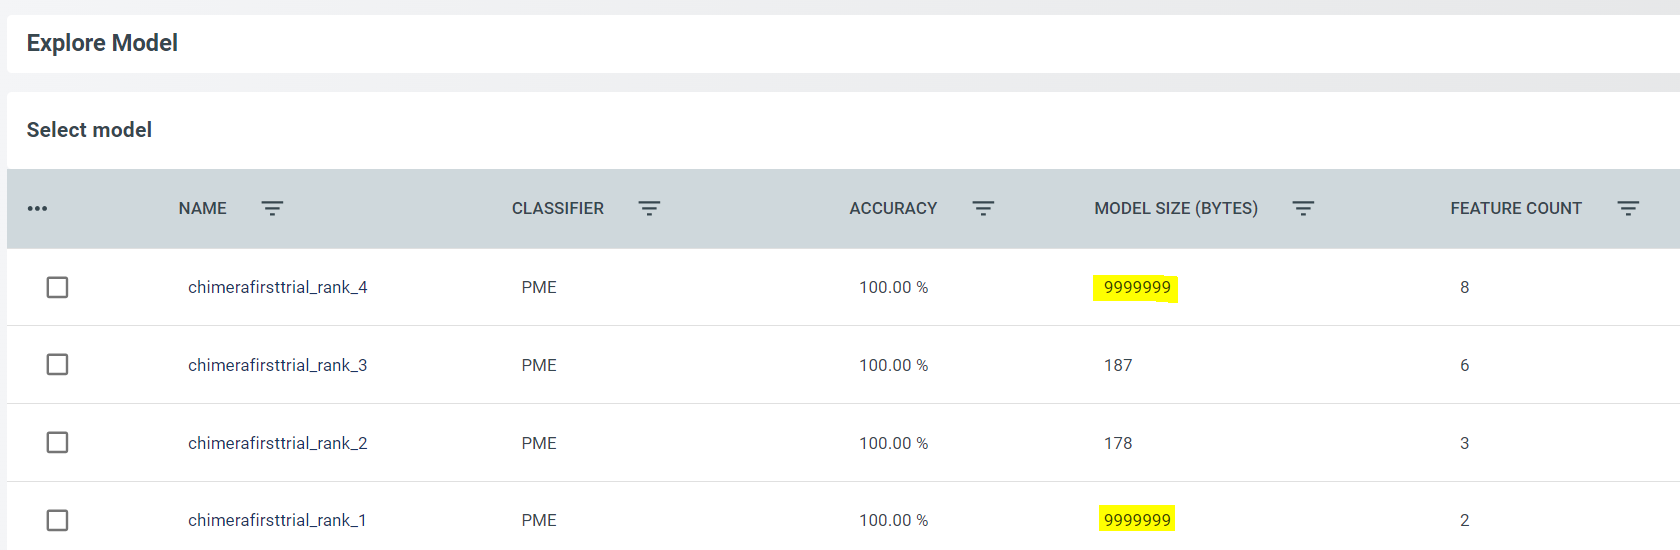 Explore Model
Select model
••• NAME CLASSIFIER ACCURACY MODEL SIZE (BYTES) FEATURE COUNT
chimerafirsttrial_rank_4 PME 100.00 % 9999999 8
chimerafirsttrial_rank_3 PME 100.00 % 187 6
chimerafirsttrial_rank_2 PME 100.00 % 178 3
chimerafirsttrial_rank_1 PME 100.00 % 9999999 2